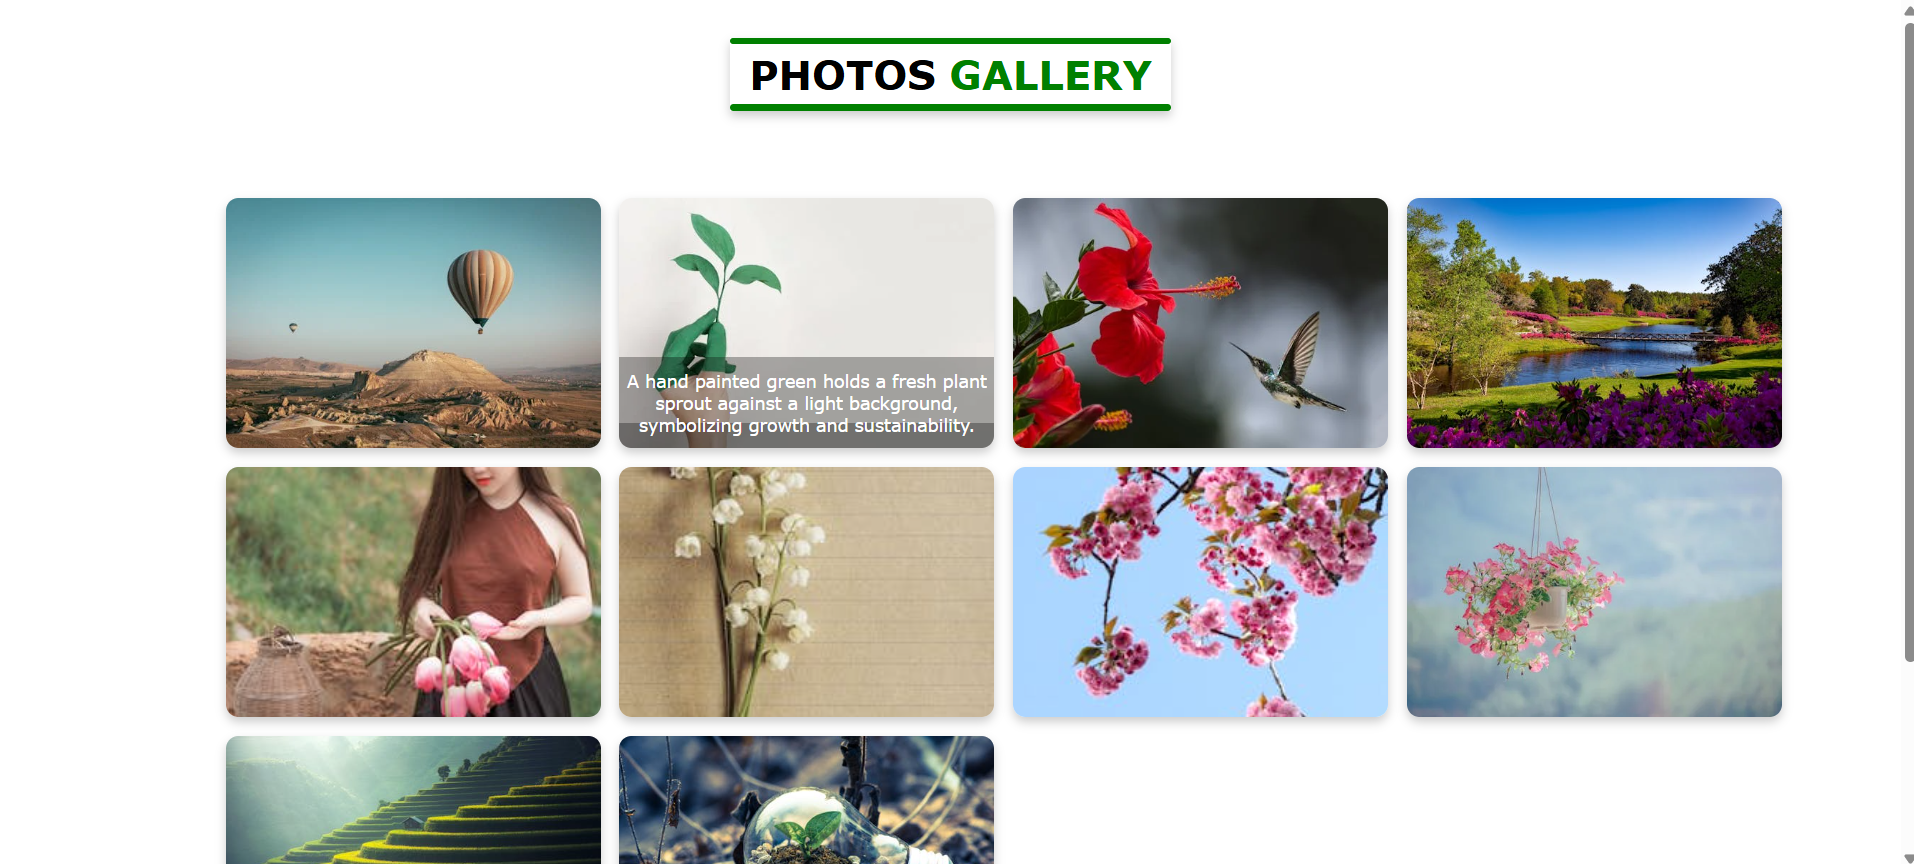 PHOTOS GALLERY
A hand painted green holds a fresh plant
sprout against a light background,
symbolizing growth and sustainability.